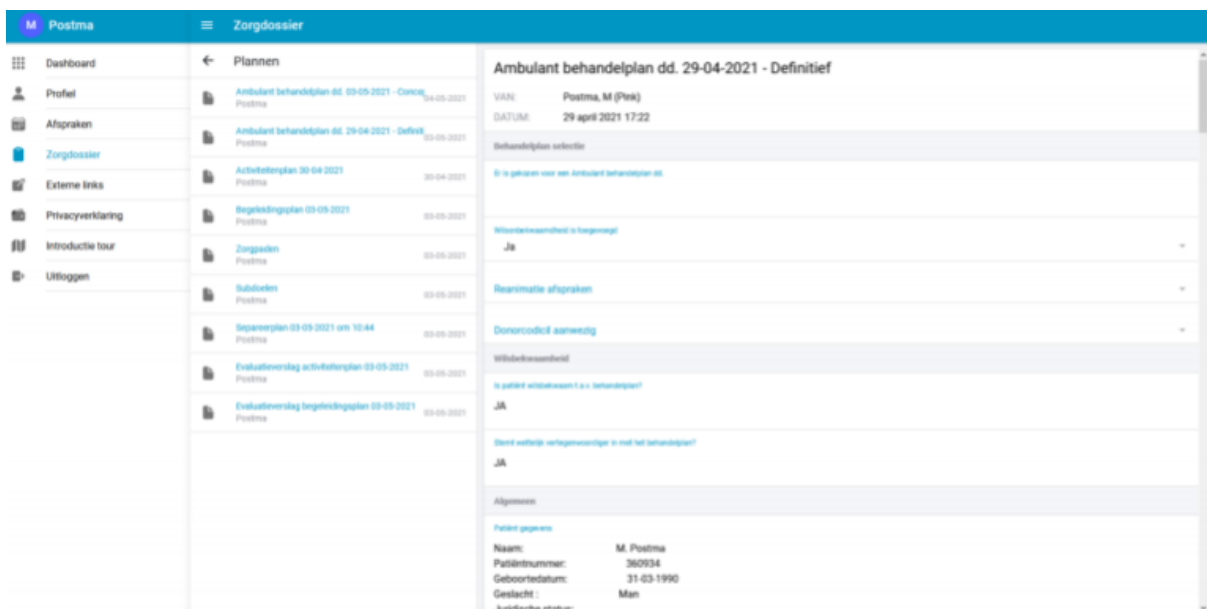 M Postma
Zorgdossier
Dashboard
Profiel
Afspraken
Zorgdossier
Externe links
Privacyverklaring
Introductie tour
Uitloggen
Plannen
Ambulant behandelplan dd. 03-05-2021 - Concep
04-05-2021
Postma
Ambulant behandelplan dd. 29-04-2021 - Definiti
03-05-2021
Postma
Activiteitenplan 30-04-2021
30-04-2021
Postma
Begeleidingsplan 03-05-2021
03-05-2021
Postma
Zorgpaden
03-05-2021
Postma
Subdoelen
03-05-2021
Postma
Separeerplan 03-05-2021 om 10:44
03-05-2021
Postma
Evaluatieverslag activiteitenplan 03-05-2021
03-05-2021
Postma
Evaluatieverslag begeleidingsplan 03-05-2021
03-05-2021
Postma
Ambulant behandelplan dd. 29-04-2021 - Definitief
VAN: Postma, M (Pink)
DATUM: 29 april 2021 17:22
Behandelplan selectie
Er is gekozen voor een Ambulant behandelplan dd.
Wilsonbekwaamheid is toegevoegd
Ja
Reanimatie afspraken
Donorcodicil aanwezig
Wilsbekwaamheid
Is patiënt wilsbekwaam t.a.v. behandelplan?
JA
Stemt wettelijk vertegenwoordiger in met het behandelplan?
JA
Algemeen
Patiënt gegevens
Naam: M. Postma
Patiëntnummer: 360934
Geboortedatum: 31-03-1990
Geslacht : Man
Juridische status: